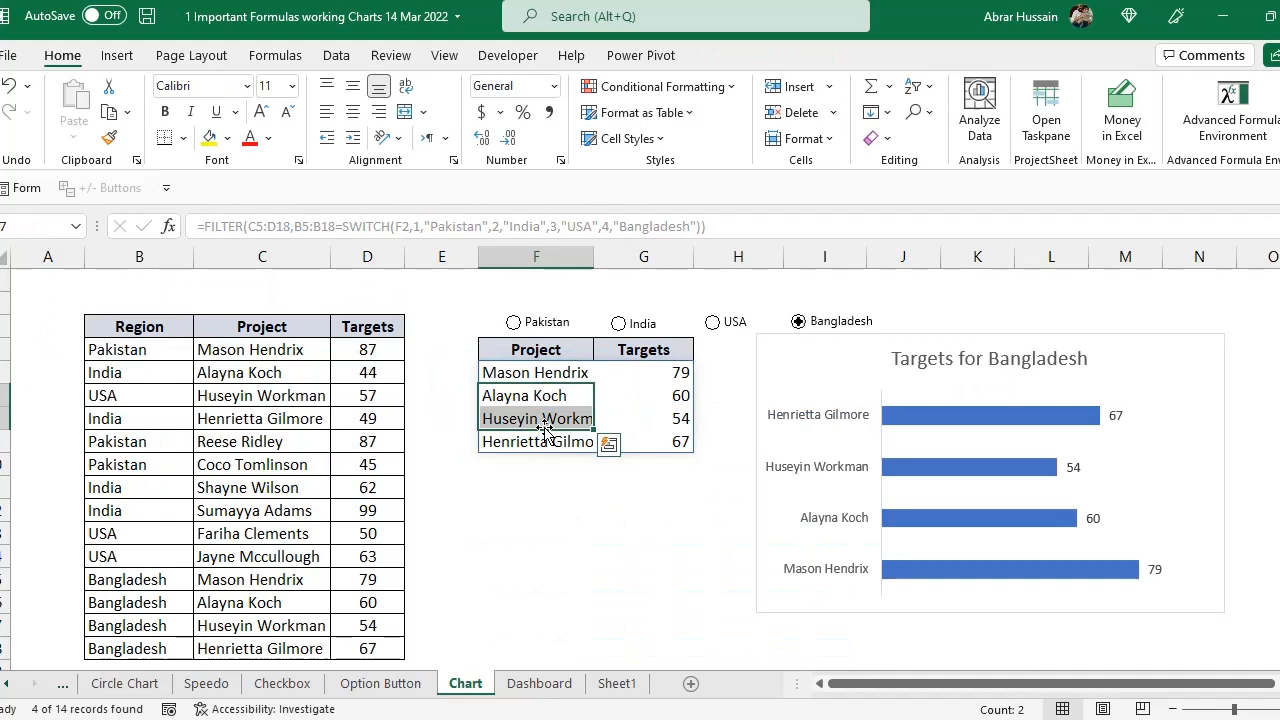 AutoSave Off 1 Important Formulas working Charts 14 Mar 2022 Search (Alt+Q) Abrar Hussain
File Home Insert Page Layout Formulas Data Review View Developer Help Power Pivot Comments
Calibri 11 General Conditional Formatting Insert
Paste Format as Table Delete Analyze Data Open Taskpane Money in Excel Advanced Formula Environment
B I U A A $ % , Cell Styles Format
Undo Clipboard Font Alignment Number Styles Cells Editing Analysis ProjectSheet Money in Ex... Advanced Formula Env
Form +/- Buttons
7 fx =FILTER(C5:D18,B5:B18=SWITCH(F2,1,"Pakistan",2,"India",3,"USA",4,"Bangladesh"))
A B C D E F G H I J K L M N O
Pakistan India USA Bangladesh
Region Project Targets Project Targets
Pakistan Mason Hendrix 87
India Alayna Koch 44 Mason Hendrix 79
USA Huseyin Workman 57 Alayna Koch 60
India Henrietta Gilmore 49 Huseyin Workm 54
Pakistan Reese Ridley 87 Henrietta Gilmo 67
Pakistan Coco Tomlinson 45
India Shayne Wilson 62
India Sumayya Adams 99
USA Fariha Clements 50
USA Jayne Mccullough 63
Bangladesh Mason Hendrix 79
Bangladesh Alayna Koch 60
Bangladesh Huseyin Workman 54
Bangladesh Henrietta Gilmore 67
Targets for Bangladesh
Henrietta Gilmore 67
Huseyin Workman 54
Alayna Koch 60
Mason Hendrix 79
... Circle Chart Speedo Checkbox Option Button Chart Dashboard Sheet1
ady 4 of 14 records found Accessibility: Investigate Count: 2